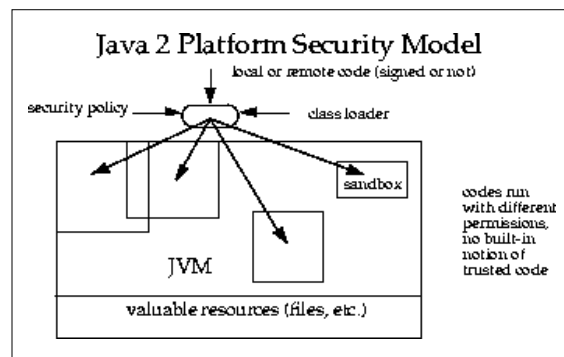 Java 2 Platform Security Model
local or remote code (signed or not)
security policy
class loader
sandbox
codes run
with different
permissions,
no built-in
notion of
trusted code
JVM
valuable resources (files, etc.)